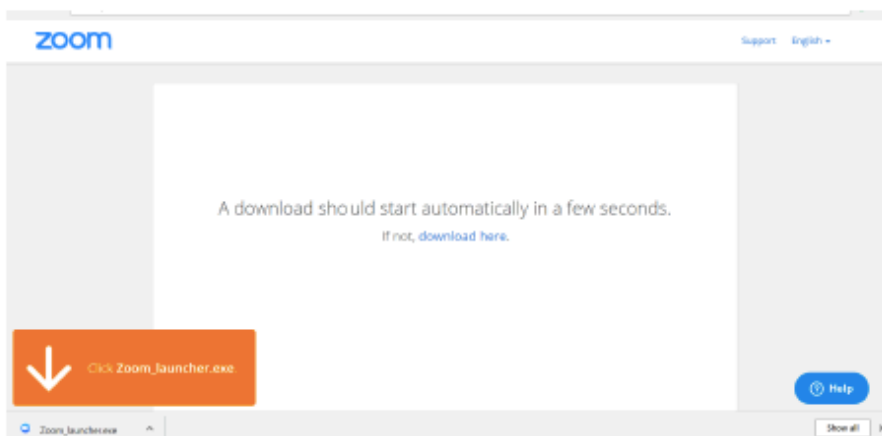 zoom
Support English
A download should start automatically in a few seconds.
If not, download here.
Click Zoom_launcher.exe.
Help
Zoom_launcher.exe
Show all